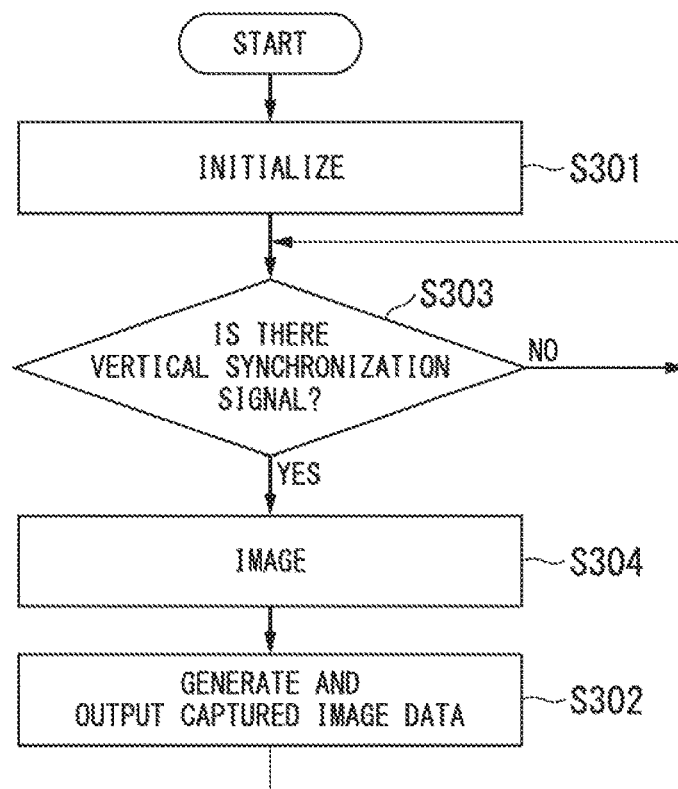 START
INITIALIZE
S301
S303
IS THERE
VERTICAL SYNCHRONIZATION
SIGNAL?
NO
YES
IMAGE
S304
GENERATE AND
OUTPUT CAPTURED IMAGE DATA
S302